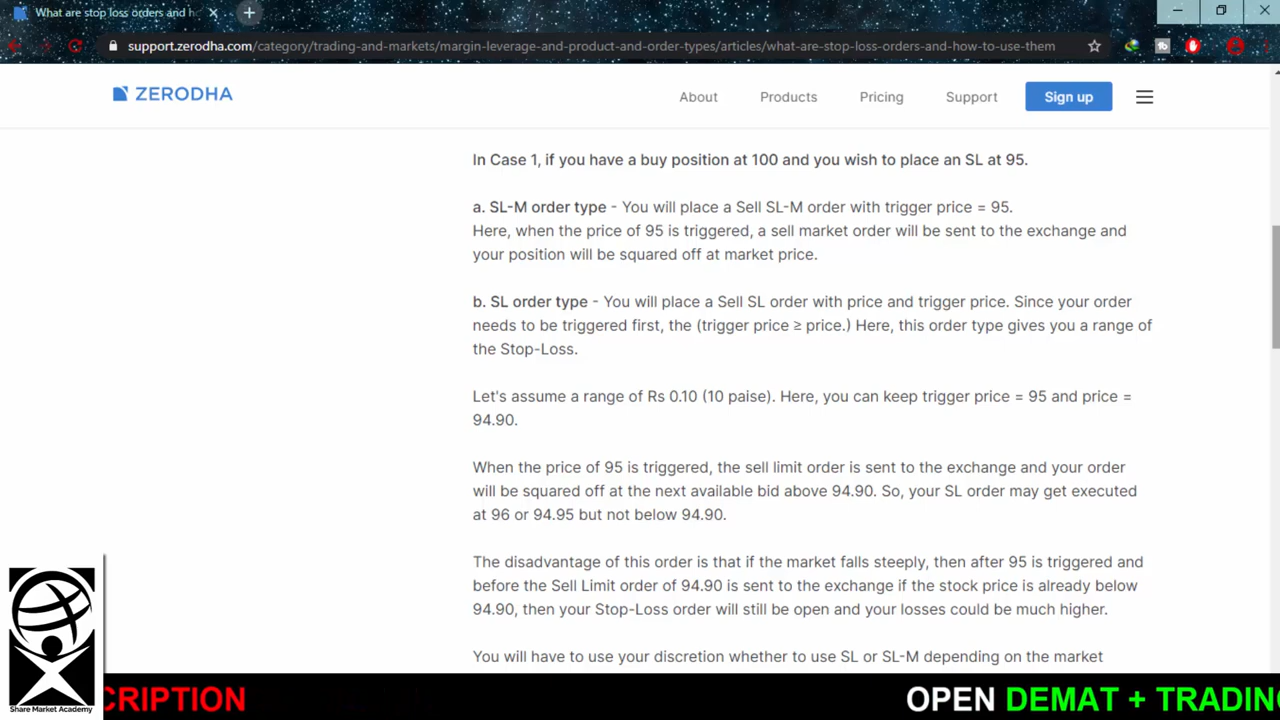 What are stop loss orders and h
support.zerodha.com/category/trading-and-markets/margin-leverage-and-product-and-order-types/articles/what-are-stop-loss-orders-and-how-to-use-them
ZERODHA
About Products Pricing Support Sign up
In Case 1, if you have a buy position at 100 and you wish to place an SL at 95.
a. SL-M order type - You will place a Sell SL-M order with trigger price = 95.
Here, when the price of 95 is triggered, a sell market order will be sent to the exchange and
your position will be squared off at market price.
b. SL order type - You will place a Sell SL order with price and trigger price. Since your order
needs to be triggered first, the (trigger price ≥ price.) Here, this order type gives you a range of
the Stop-Loss.
Let's assume a range of Rs 0.10 (10 paise). Here, you can keep trigger price = 95 and price =
94.90.
When the price of 95 is triggered, the sell limit order is sent to the exchange and your order
will be squared off at the next available bid above 94.90. So, your SL order may get executed
at 96 or 94.95 but not below 94.90.
The disadvantage of this order is that if the market falls steeply, then after 95 is triggered and
before the Sell Limit order of 94.90 is sent to the exchange if the stock price is already below
94.90, then your Stop-Loss order will still be open and your losses could be much higher.
You will have to use your discretion whether to use SL or SL-M depending on the market
Share Market Academy
CRIPTION OPEN DEMAT + TRADING